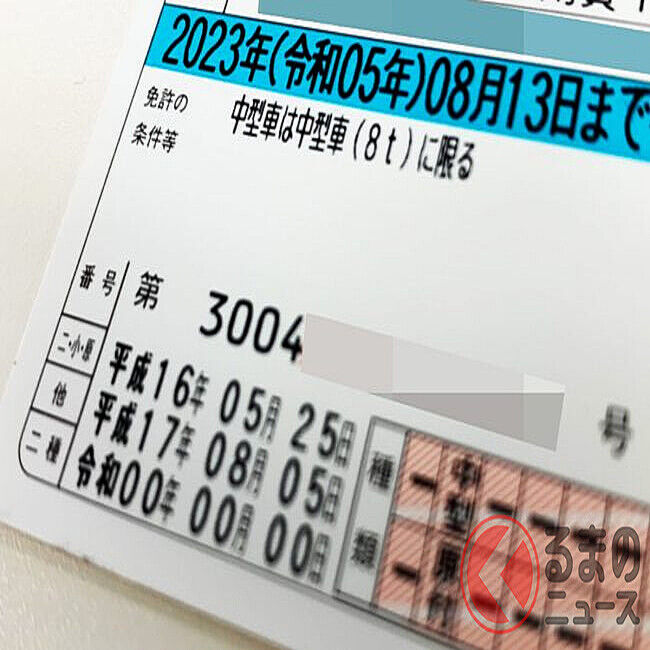 2023年(令和05年)08月13日まで
免許の
条件等
中型車は中型車(8t)に限る
番号
第 3004
号
二・小・原
平成16年05月25日
他
平成17年08月05日
二種
令和00年00月00日
種類
中型
原付
くるまの
ニュース